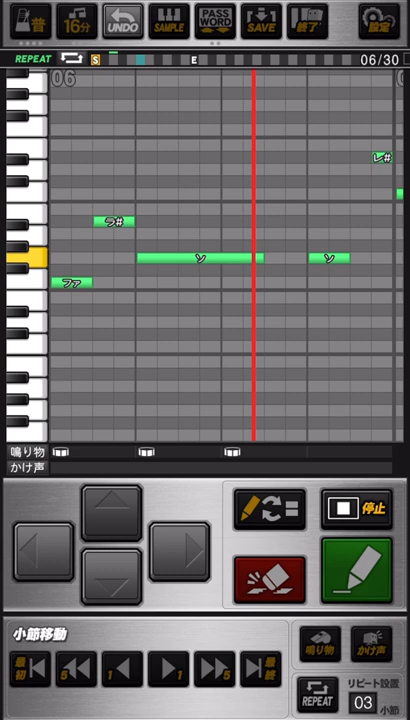 普 16分 UNDO SAMPLE PASS WORD SAVE 終了 設定
REPEAT S E 06/30
06
レ#
ラ#
ソ ソ
ファ
鳴り物
かけ声
停止
小節移動
最初 5 1 1 5 最終
鳴り物 かけ声
REPEAT リピート設置 03 小節